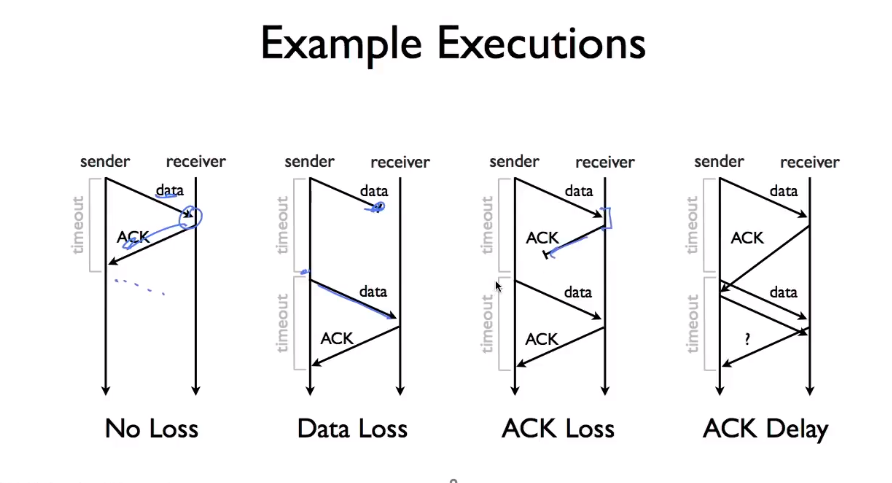 Example Executions
sender receiver
data
ACK
timeout
No Loss
sender receiver
data
timeout
data
ACK
timeout
Data Loss
sender receiver
data
ACK
timeout
data
ACK
timeout
ACK Loss
sender receiver
data
ACK
timeout
data
?
timeout
ACK Delay